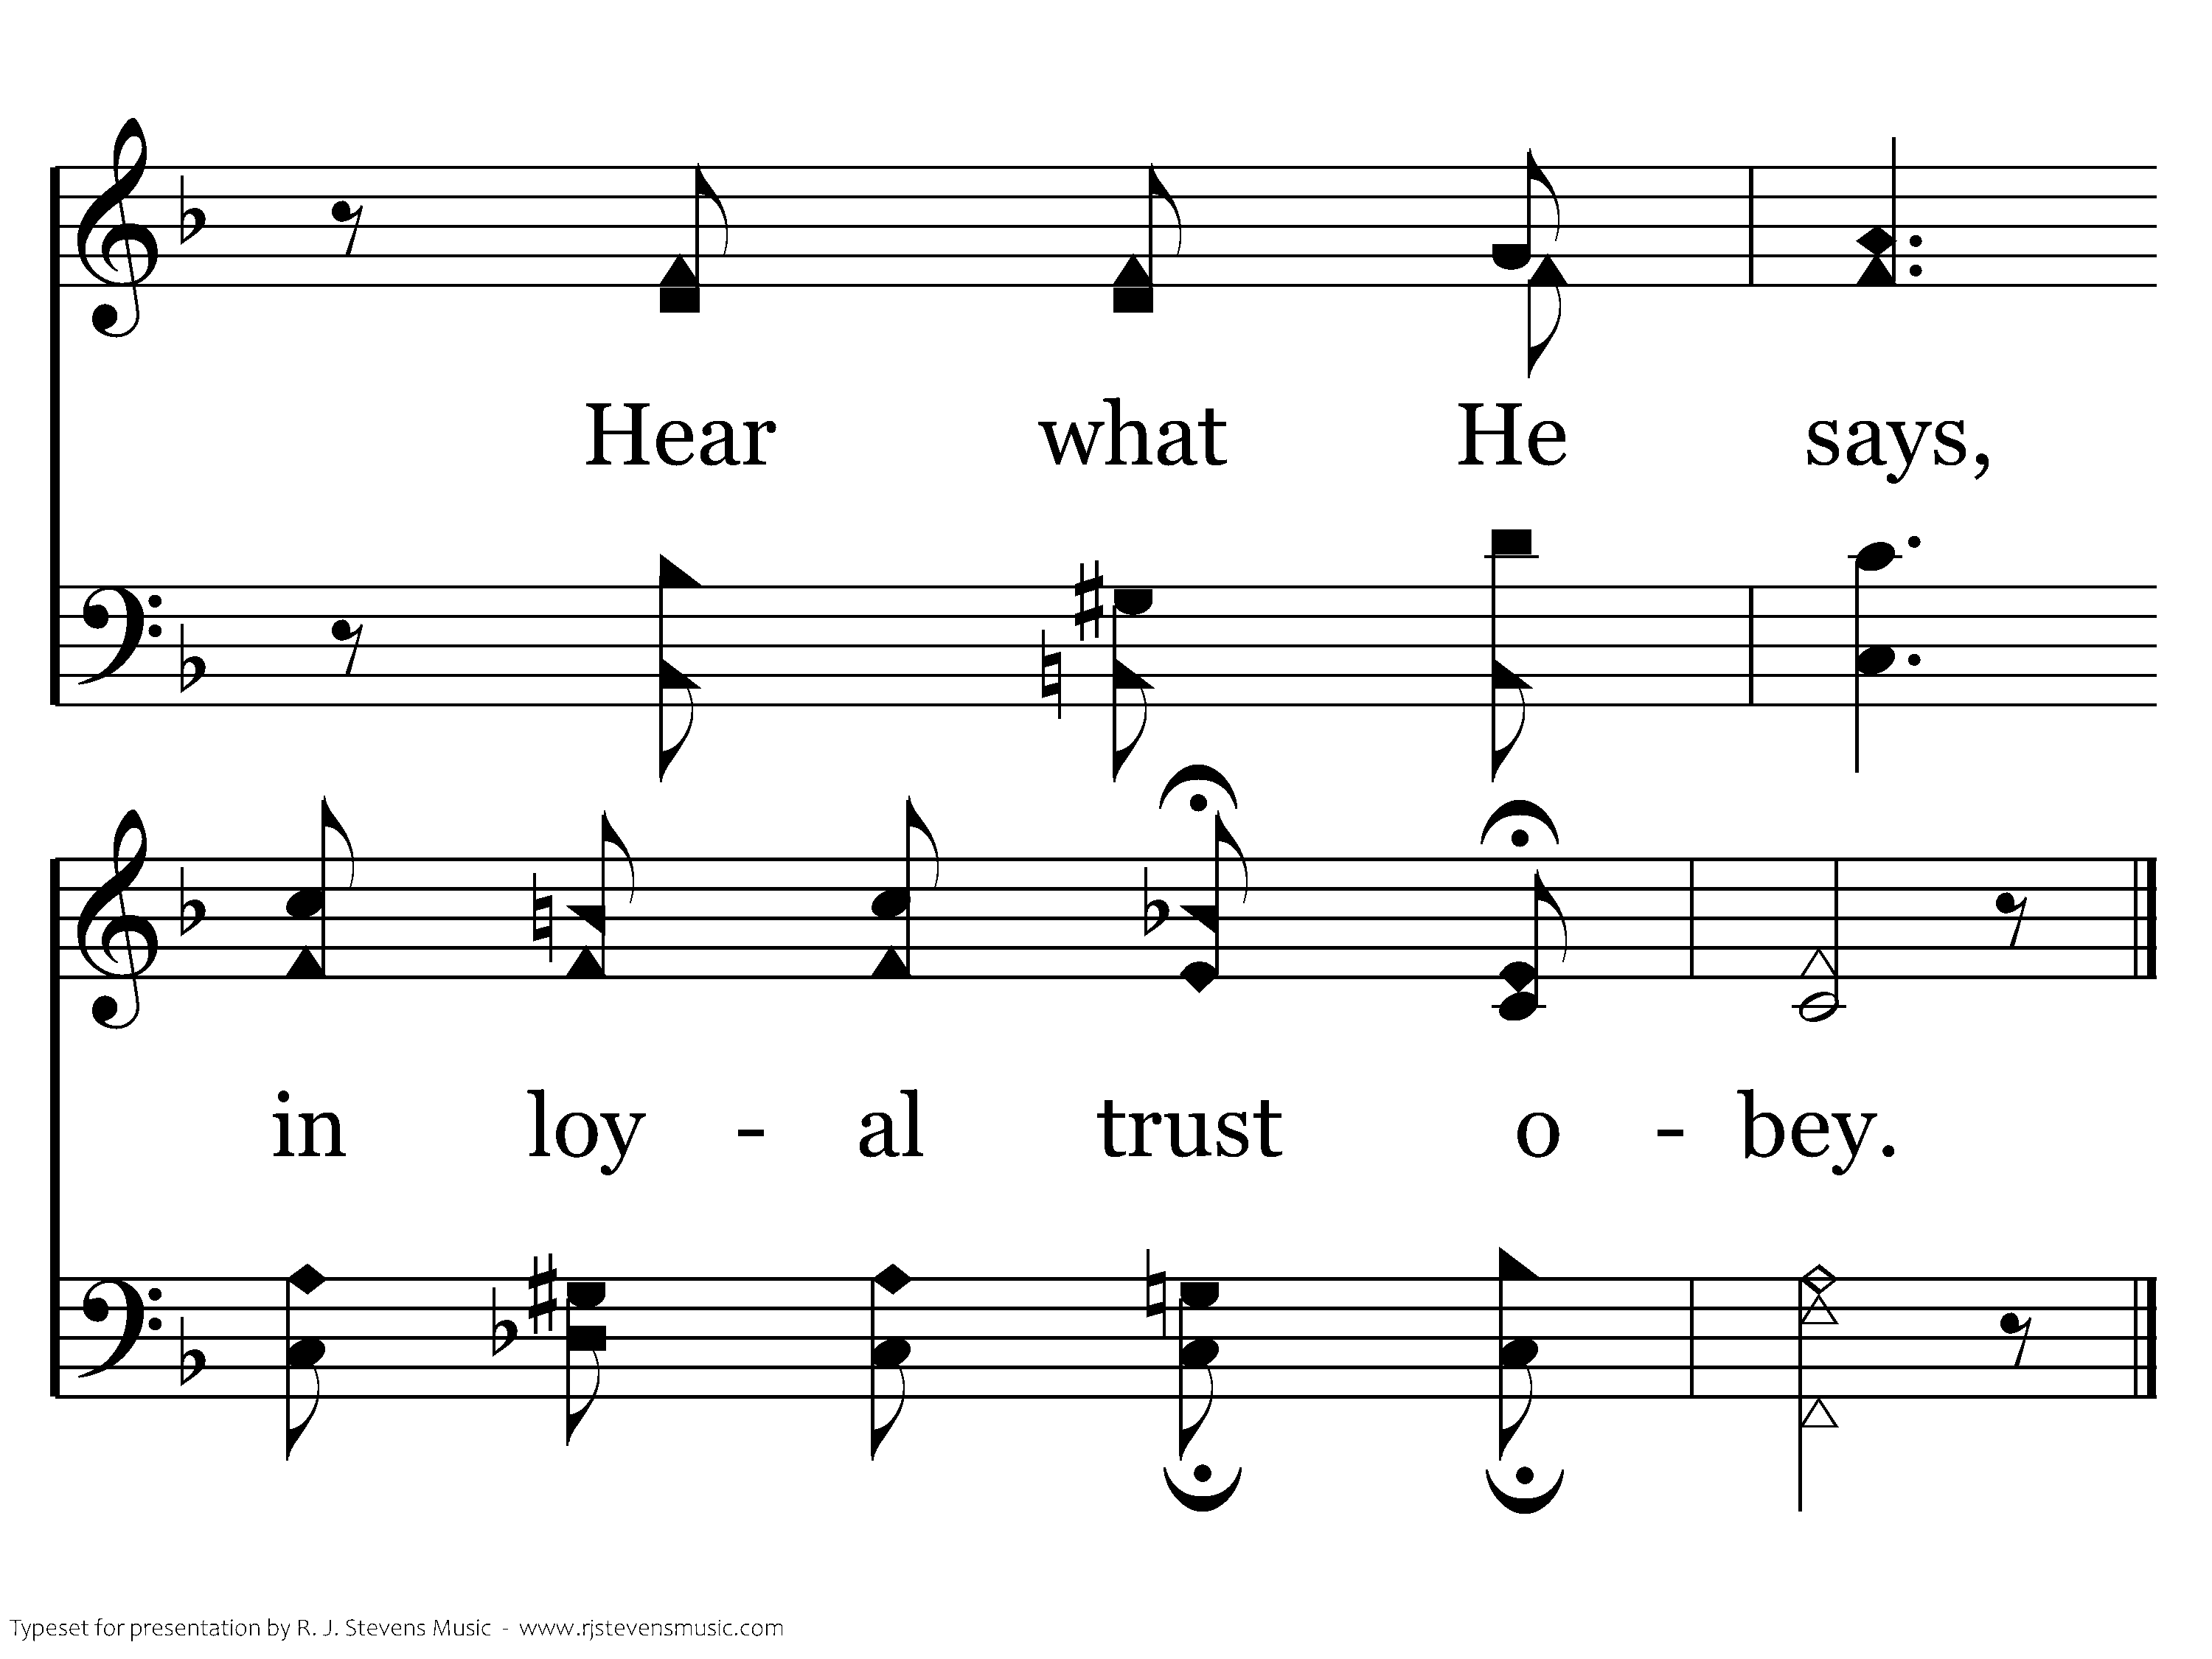 Hear what He says,
in loy - al trust o - bey.
Typeset for presentation by R. J. Stevens Music - www.rjstevensmusic.com